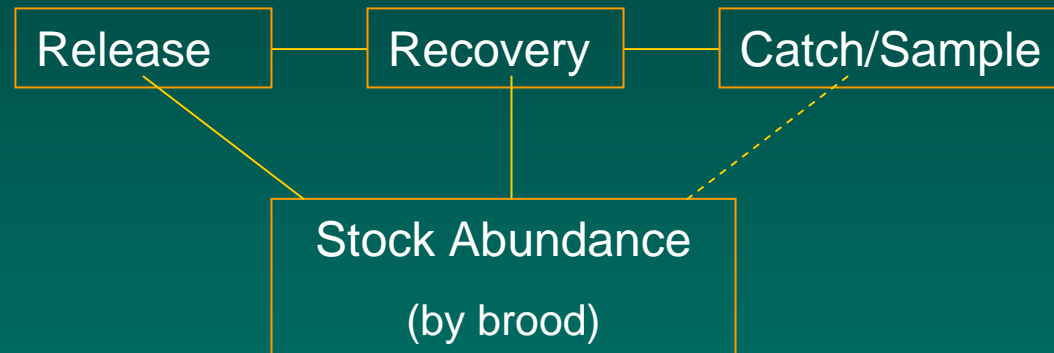 Release
Recovery
Catch/Sample
Stock Abundance
(by brood)